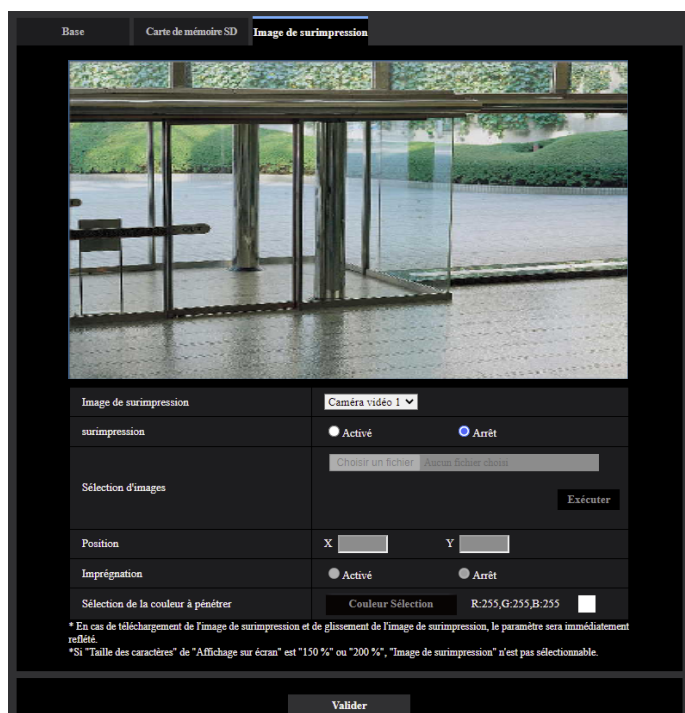 Base Carte de mémoire SD Image de surimpression
Image de surimpression Caméra vidéo 1
surimpression Activé Arrêt
Choisir un fichier Aucun fichier choisi
Sélection d'images
Exécuter
Position X Y
Imprégnation Activé Arrêt
Sélection de la couleur à pénétrer Couleur Sélection R:255,G:255,B:255
* En cas de téléchargement de l'image de surimpression et de glissement de l'image de surimpression, le paramètre sera immédiatement
reflété.
*Si "Taille des caractères" de "Affichage sur écran" est "150 %" ou "200 %", "Image de surimpression" n'est pas sélectionnable.
Valider